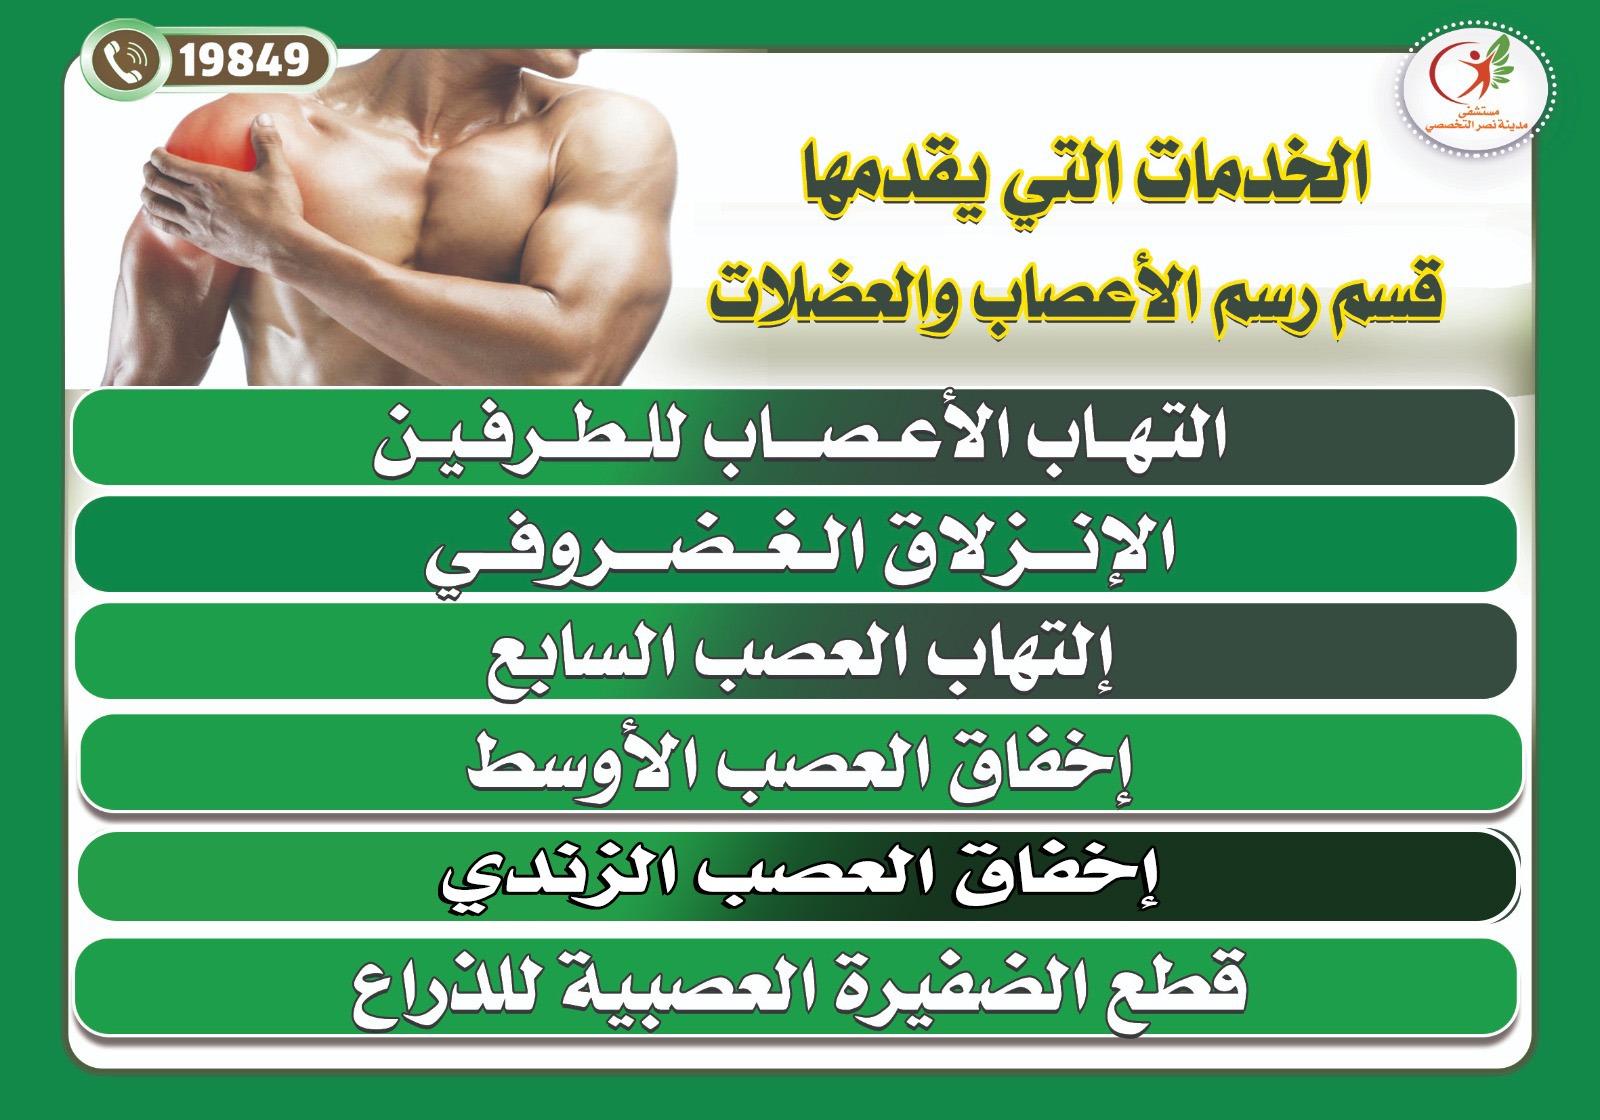 19849
مستشفى
مدينة نصر التخصصي
الخدمات التي يقدمها
قسم رسم الأعصاب والعضلات
التهاب الأعصاب للطرفين
الإنزلاق الغضروفي
إلتهاب العصب السابع
إخفاق العصب الأوسط
إخفاق العصب الزندي
قطع الضفيرة العصبية للذراع